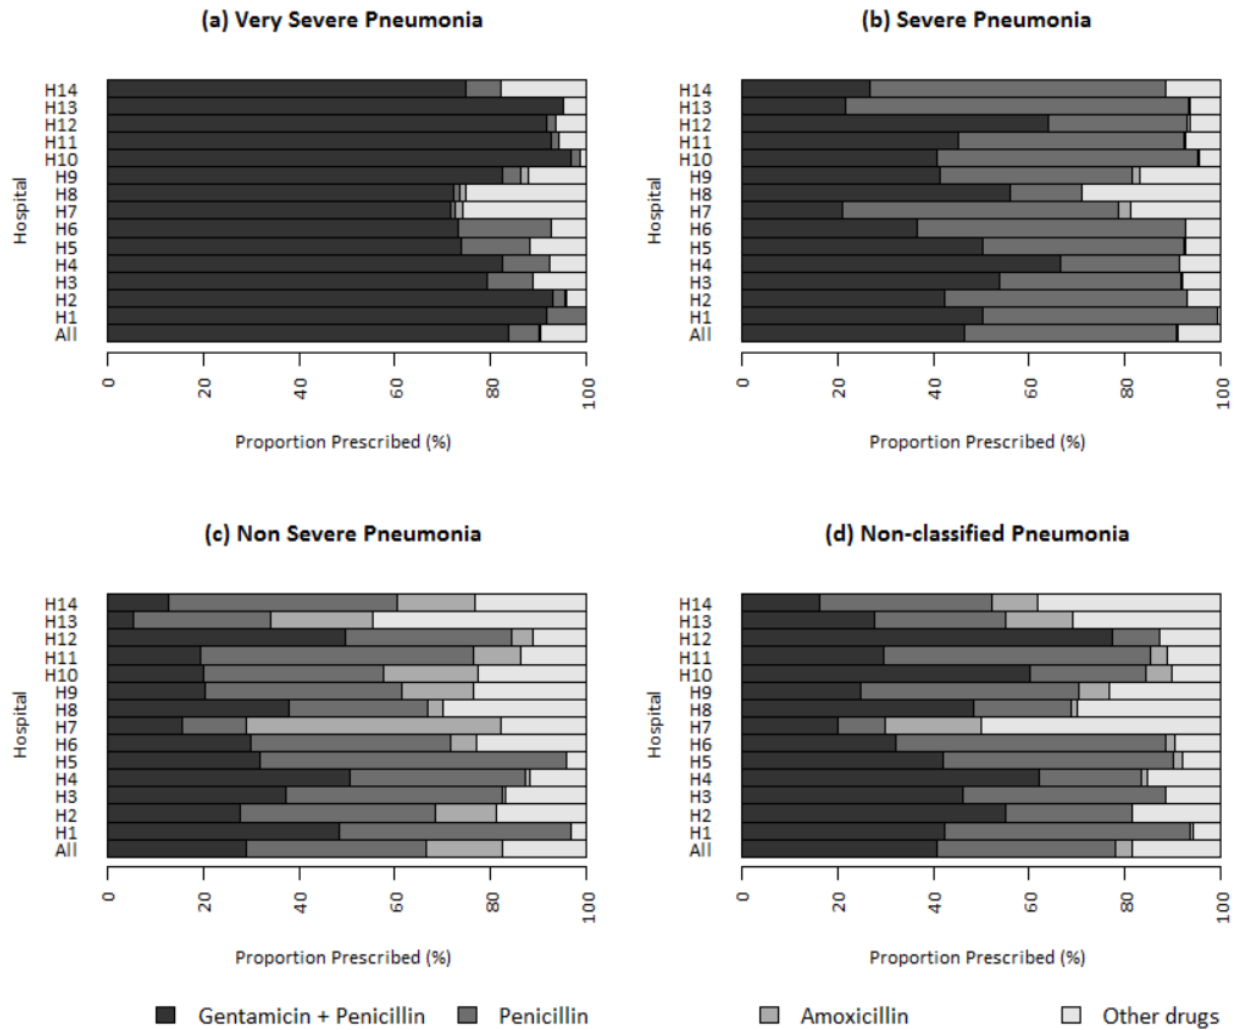 (a) Very Severe Pneumonia
Hospital
H14
H13
H12
H11
H10
H9
H8
H7
H6
H5
H4
H3
H2
H1
All
0 20 40 60 80 100
Proportion Prescribed (%)
(b) Severe Pneumonia
Hospital
H14
H13
H12
H11
H10
H9
H8
H7
H6
H5
H4
H3
H2
H1
All
0 20 40 60 80 100
Proportion Prescribed (%)
(c) Non Severe Pneumonia
Hospital
H14
H13
H12
H11
H10
H9
H8
H7
H6
H5
H4
H3
H2
H1
All
0 20 40 60 80 100
Proportion Prescribed (%)
(d) Non-classified Pneumonia
Hospital
H14
H13
H12
H11
H10
H9
H8
H7
H6
H5
H4
H3
H2
H1
All
0 20 40 60 80 100
Proportion Prescribed (%)
Gentamicin + Penicillin Penicillin Amoxicillin Other drugs